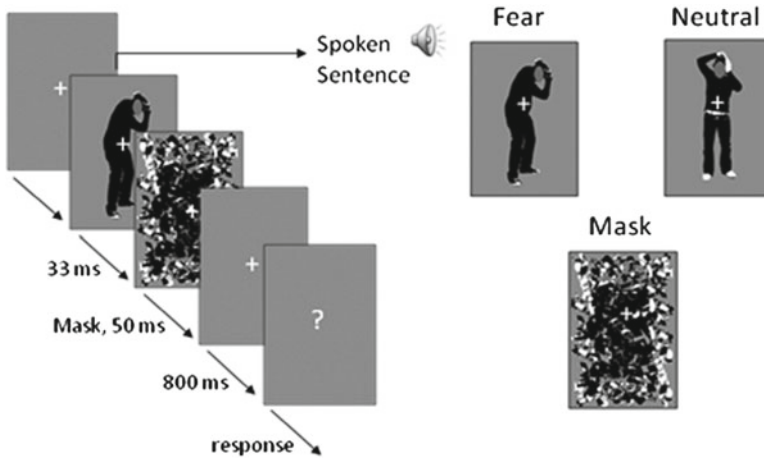 Spoken
Sentence
33 ms
Mask, 50 ms
800 ms
?
response
Fear
Neutral
Mask